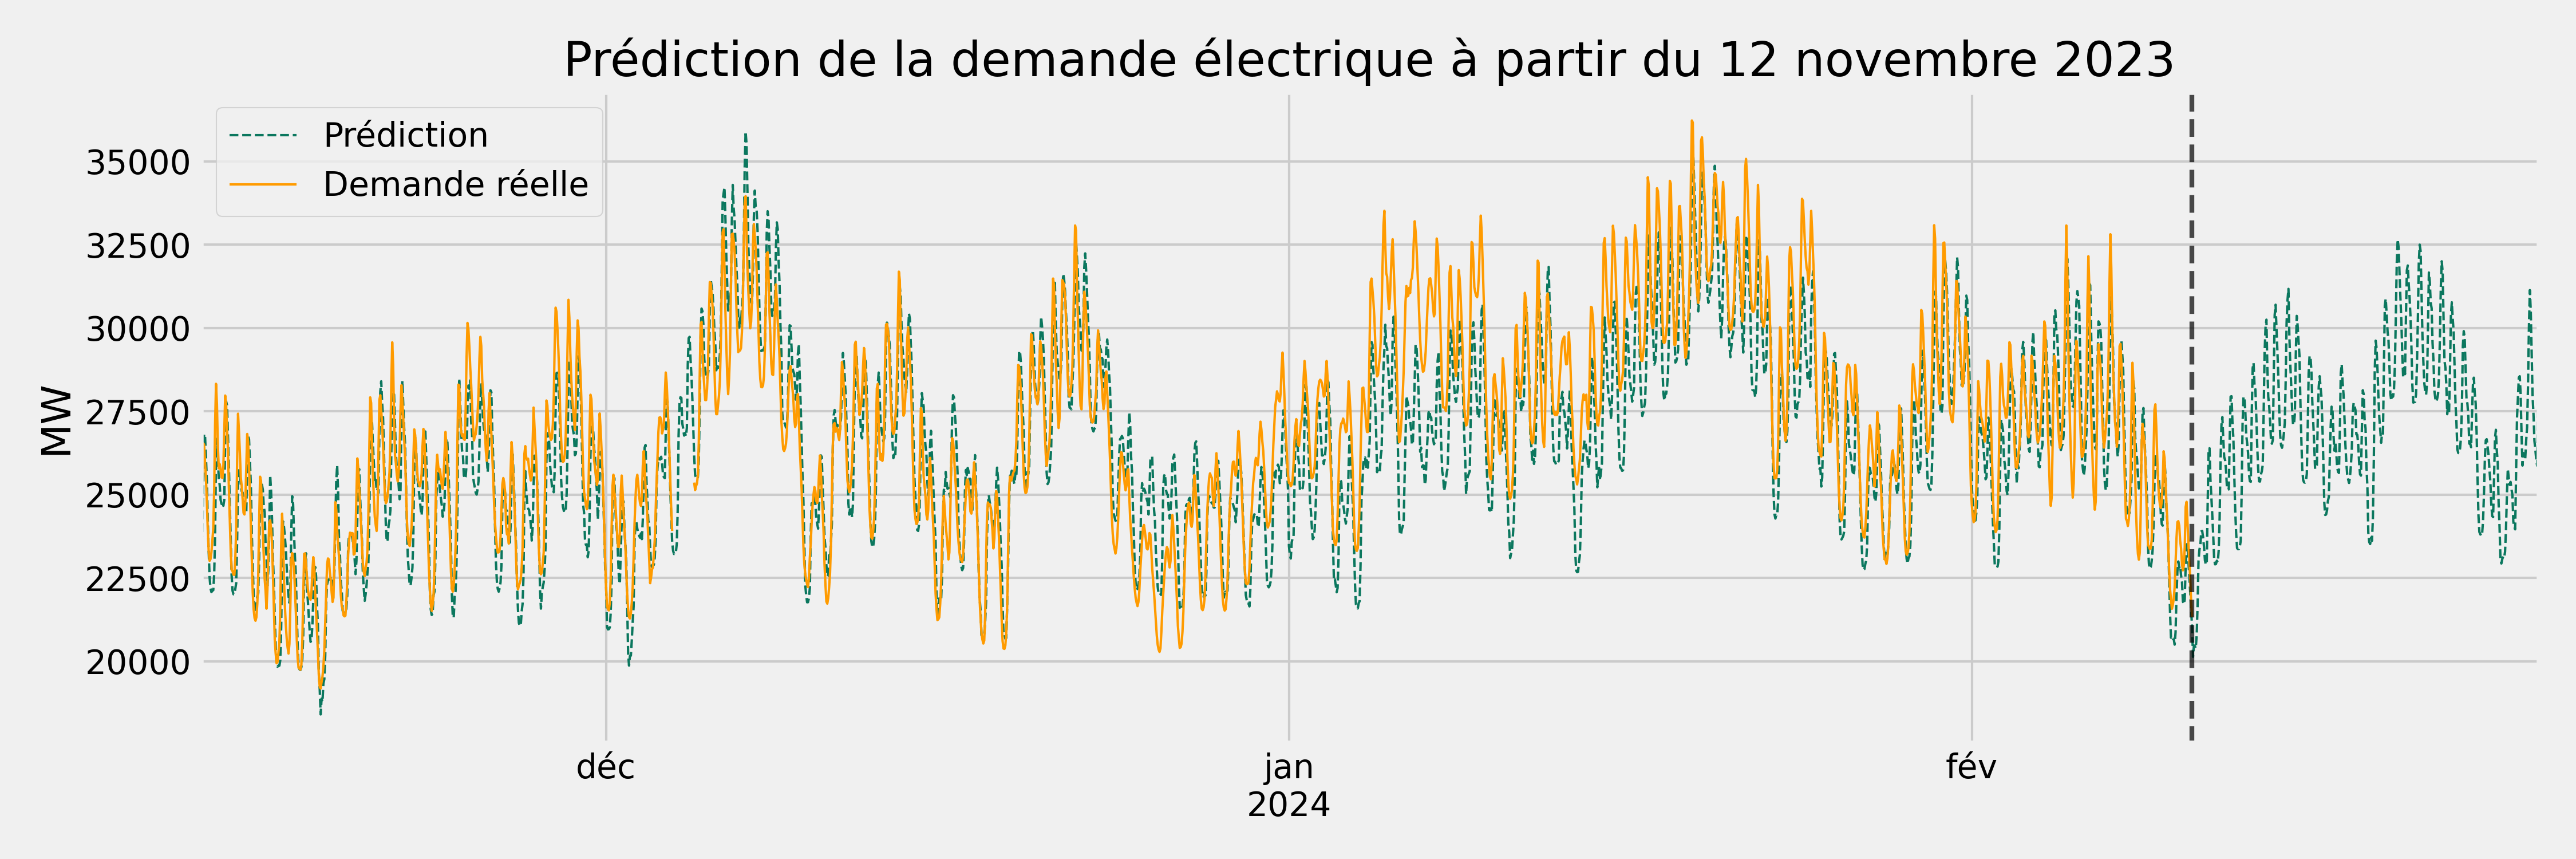 Prédiction de la demande électrique à partir du 12 novembre 2023
Prédiction
Demande réelle
MW
35000
32500
30000
27500
25000
22500
20000
déc
jan
2024
fév